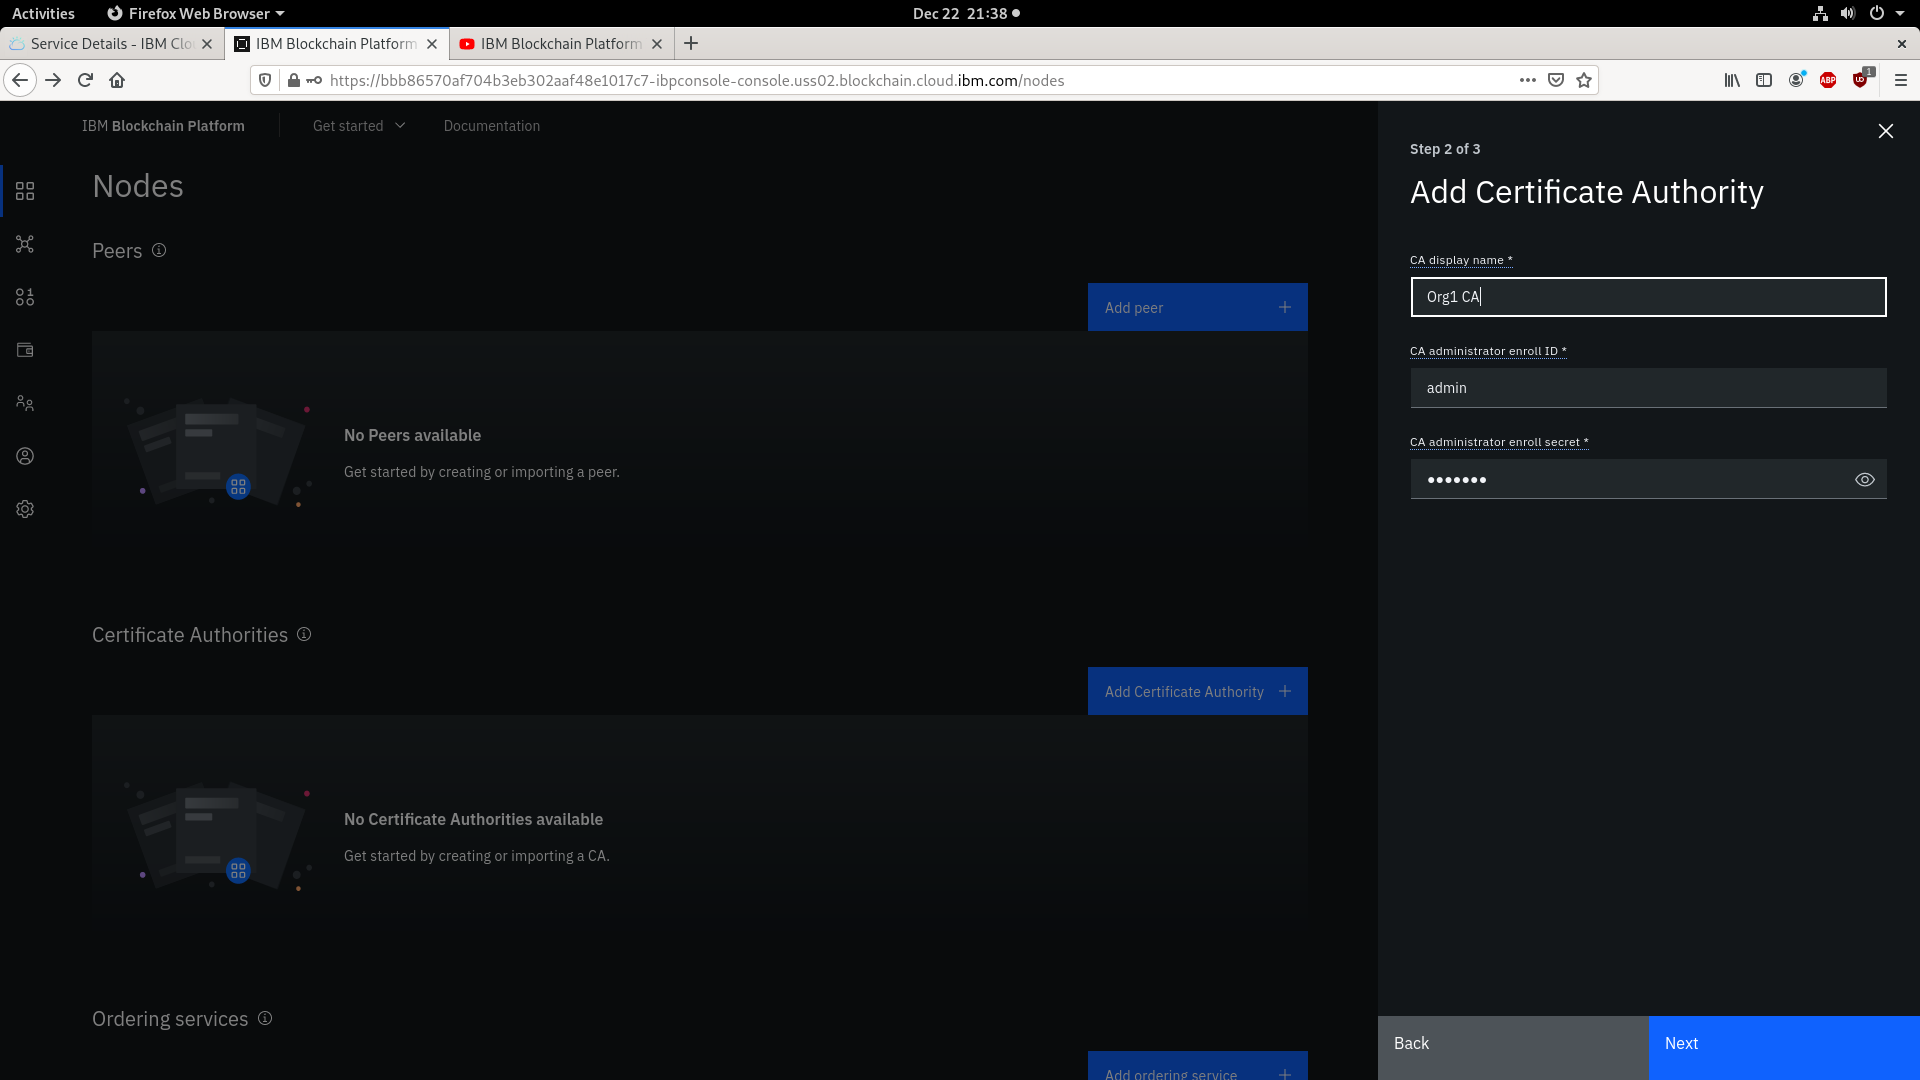 Activities
Firefox Web Browser
Dec 22 21:38
Service Details - IBM Clo
IBM Blockchain Platform
IBM Blockchain Platform
https://bbb86570af704b3eb302aaf48e1017c7-ibpconsole-console.uss02.blockchain.cloud.ibm.com/nodes
ABP
1
IBM Blockchain Platform
Get started
Documentation
Nodes
Peers
Add peer
No Peers available
Get started by creating or importing a peer.
Certificate Authorities
Add Certificate Authority
No Certificate Authorities available
Get started by creating or importing a CA.
Ordering services
Add ordering service
Step 2 of 3
Add Certificate Authority
CA display name *
Org1 CA
CA administrator enroll ID *
admin
CA administrator enroll secret *
•••••••
Back
Next